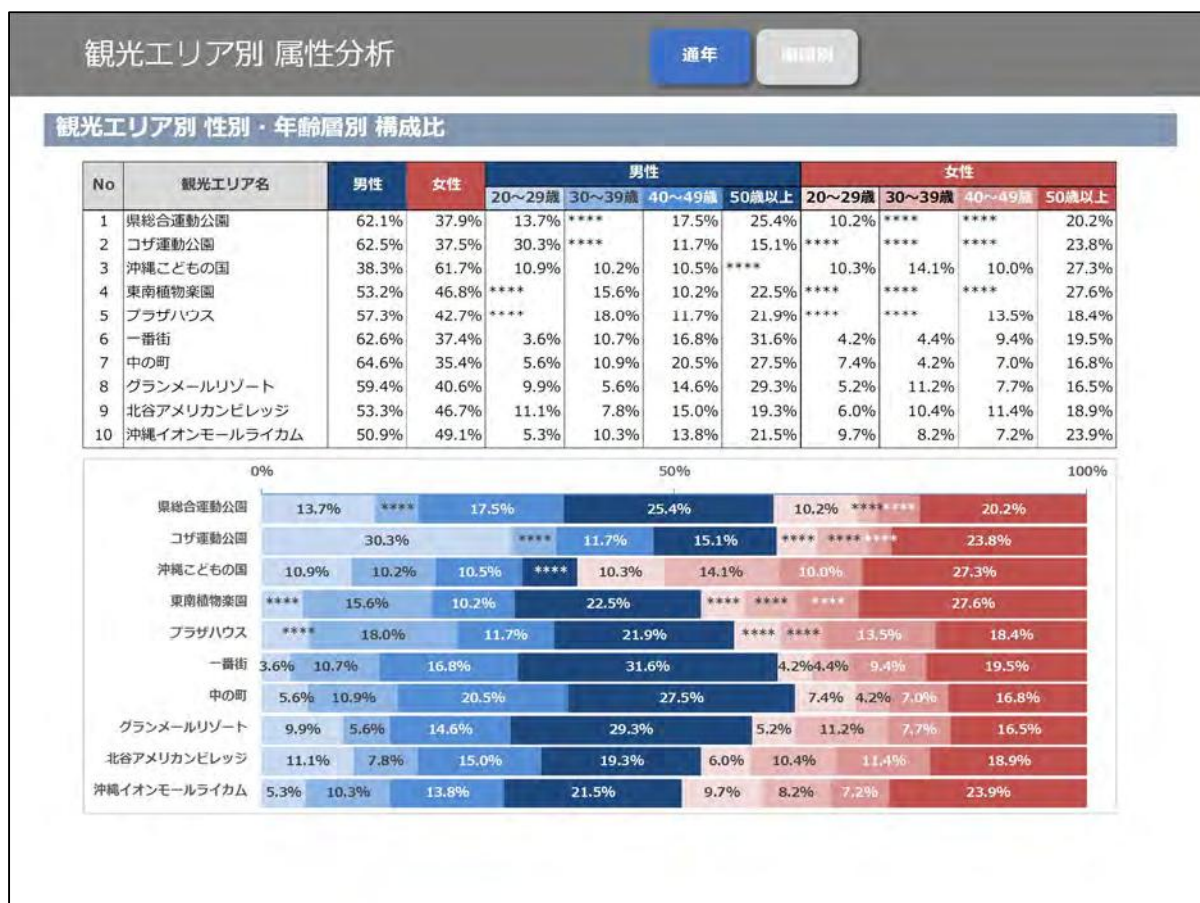 観光エリア別 属性分析
通年
観光エリア別 性別・年齢層別 構成比
No 観光エリア名 男性 女性 男性 女性
20～29歳 30～39歳 40～49歳 50歳以上 20～29歳 30～39歳 40～49歳 50歳以上
1 県総合運動公園 62.1% 37.9% 13.7% **** 17.5% 25.4% 10.2% **** **** 20.2%
2 コザ運動公園 62.5% 37.5% 30.3% **** 11.7% 15.1% **** **** **** 23.8%
3 沖縄こどもの国 38.3% 61.7% 10.9% 10.2% 10.5% **** 10.3% 14.1% 10.0% 27.3%
4 東南植物楽園 53.2% 46.8% **** 15.6% 10.2% 22.5% **** **** **** 27.6%
5 プラザハウス 57.3% 42.7% **** 18.0% 11.7% 21.9% **** **** 13.5% 18.4%
6 一番街 62.6% 37.4% 3.6% 10.7% 16.8% 31.6% 4.2% 4.4% 9.4% 19.5%
7 中の町 64.6% 35.4% 5.6% 10.9% 20.5% 27.5% 7.4% 4.2% 7.0% 16.8%
8 グランメールリゾート 59.4% 40.6% 9.9% 5.6% 14.6% 29.3% 5.2% 11.2% 7.7% 16.5%
9 北谷アメリカンビレッジ 53.3% 46.7% 11.1% 7.8% 15.0% 19.3% 6.0% 10.4% 11.4% 18.9%
10 沖縄イオンモールライカム 50.9% 49.1% 5.3% 10.3% 13.8% 21.5% 9.7% 8.2% 7.2% 23.9%
0% 50% 100%
県総合運動公園 13.7% **** 17.5% 25.4% 10.2% **** **** 20.2%
コザ運動公園 30.3% **** 11.7% 15.1% **** **** **** 23.8%
沖縄こどもの国 10.9% 10.2% 10.5% **** 10.3% 14.1% 10.0% 27.3%
東南植物楽園 **** 15.6% 10.2% 22.5% **** **** **** 27.6%
プラザハウス **** 18.0% 11.7% 21.9% **** **** 13.5% 18.4%
一番街 3.6% 10.7% 16.8% 31.6% 4.2% 4.4% 9.4% 19.5%
中の町 5.6% 10.9% 20.5% 27.5% 7.4% 4.2% 7.0% 16.8%
グランメールリゾート 9.9% 5.6% 14.6% 29.3% 5.2% 11.2% 7.7% 16.5%
北谷アメリカンビレッジ 11.1% 7.8% 15.0% 19.3% 6.0% 10.4% 11.4% 18.9%
沖縄イオンモールライカム 5.3% 10.3% 13.8% 21.5% 9.7% 8.2% 7.2% 23.9%